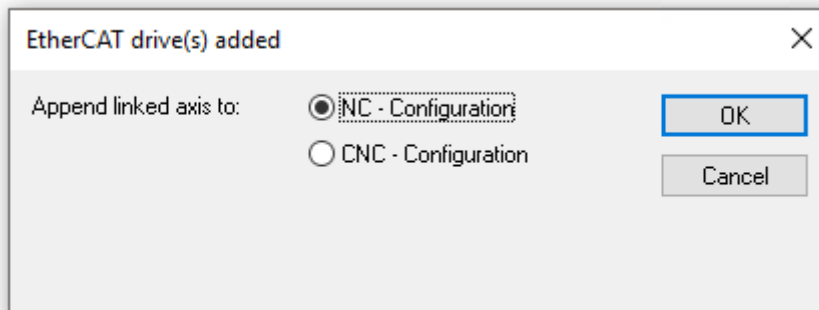 EtherCAT drive(s) added
Append linked axis to:
NC - Configuration
OK
CNC - Configuration
Cancel